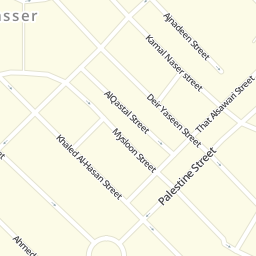 asser
Ajnadeen Street
Kamal Naser street
AlQastal Street
Deir Yaseen Street
That Alsawari Street
Mysloon Street
Khaled Al-Hasan Street
Palestine Street
Ahmed